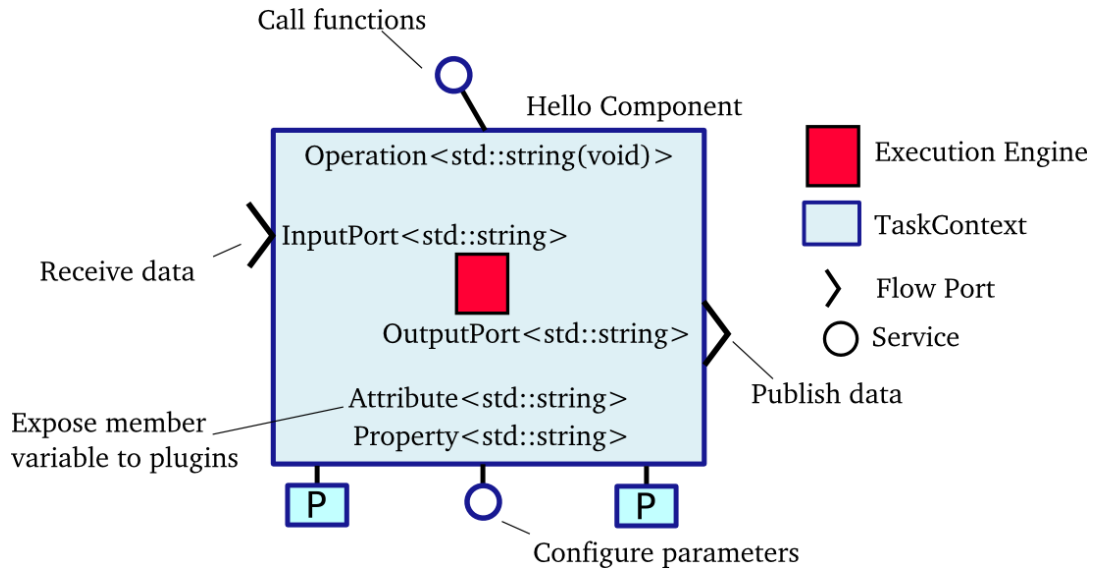 Call functions
Hello Component
Operation<std::string(void)>
Execution Engine
InputPort<std::string>
TaskContext
Receive data
Flow Port
OutputPort<std::string>
Service
Publish data
Attribute<std::string>
Expose member
variable to plugins
Property<std::string>
P
P
Configure parameters